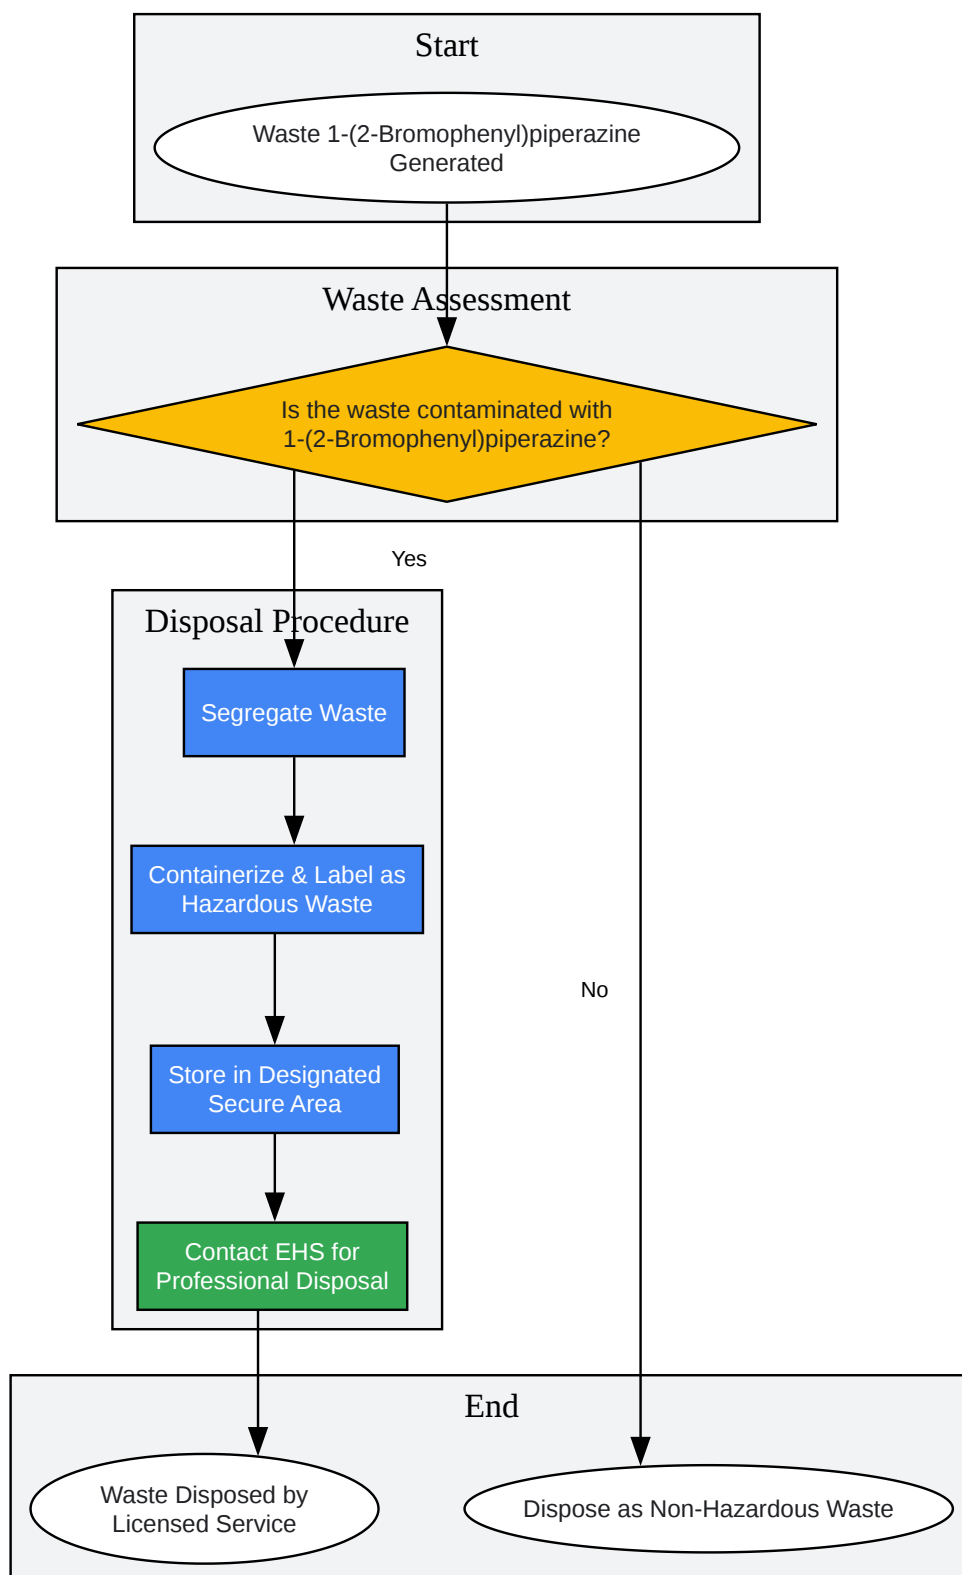 Start
Waste 1-(2-Bromophenyl)piperazine
Generated
Waste Assessment
Is the waste contaminated with
1-(2-Bromophenyl)piperazine?
Yes
Disposal Procedure
Segregate Waste
Containerize & Label as
Hazardous Waste
No
Store in Designated
Secure Area
Contact EHS for
Professional Disposal
End
Waste Disposed by
Licensed Service
Dispose as Non-Hazardous Waste